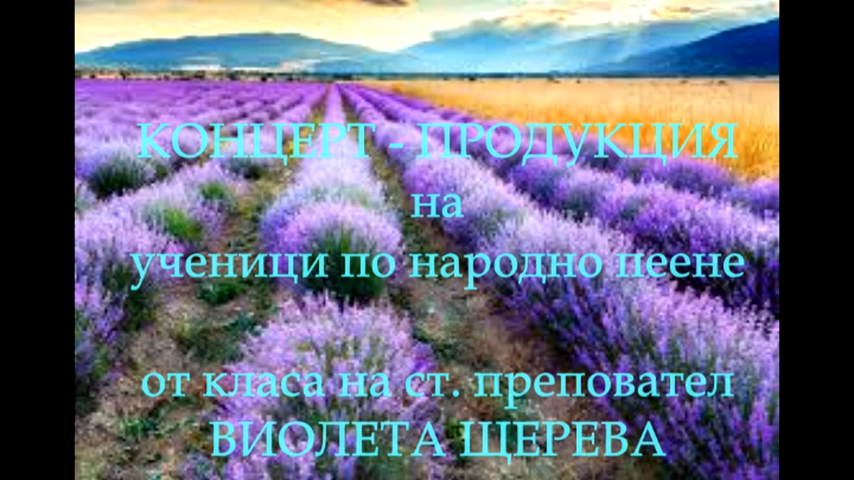 КОНЦЕРТ - ПРОДУКЦИЯ
на
ученици по народно пеене
от класа на ст. преповател
ВИОЛЕТА ЩЕРЕВА